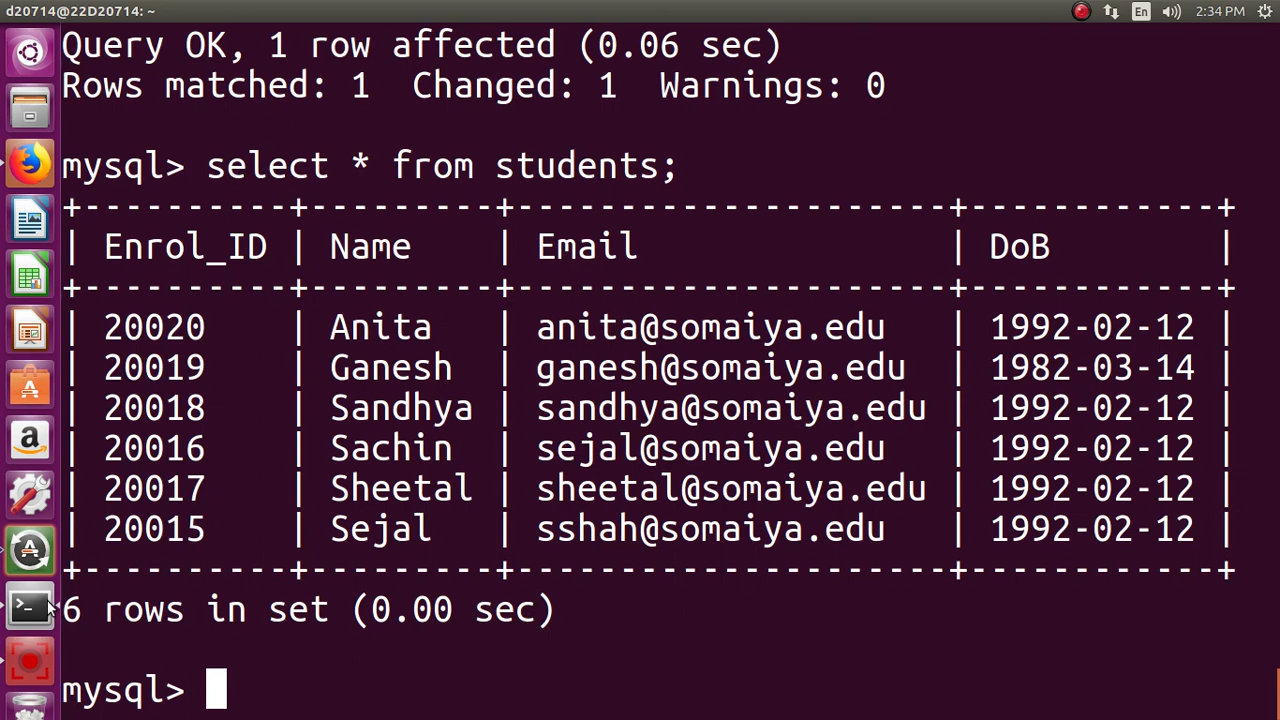 d20714@22D20714: ~
En
2:34 PM
Query OK, 1 row affected (0.06 sec)
Rows matched: 1  Changed: 1  Warnings: 0
mysql> select * from students;
+----------+---------+---------------------+------------+
| Enrol_ID | Name    | Email               | DoB        |
+----------+---------+---------------------+------------+
| 20020    | Anita   | anita@somaiya.edu   | 1992-02-12 |
| 20019    | Ganesh  | ganesh@somaiya.edu  | 1982-03-14 |
| 20018    | Sandhya | sandhya@somaiya.edu | 1992-02-12 |
| 20016    | Sachin  | sejal@somaiya.edu   | 1992-02-12 |
| 20017    | Sheetal | sheetal@somaiya.edu | 1992-02-12 |
| 20015    | Sejal   | sshah@somaiya.edu   | 1992-02-12 |
+----------+---------+---------------------+------------+
6 rows in set (0.00 sec)
mysql>